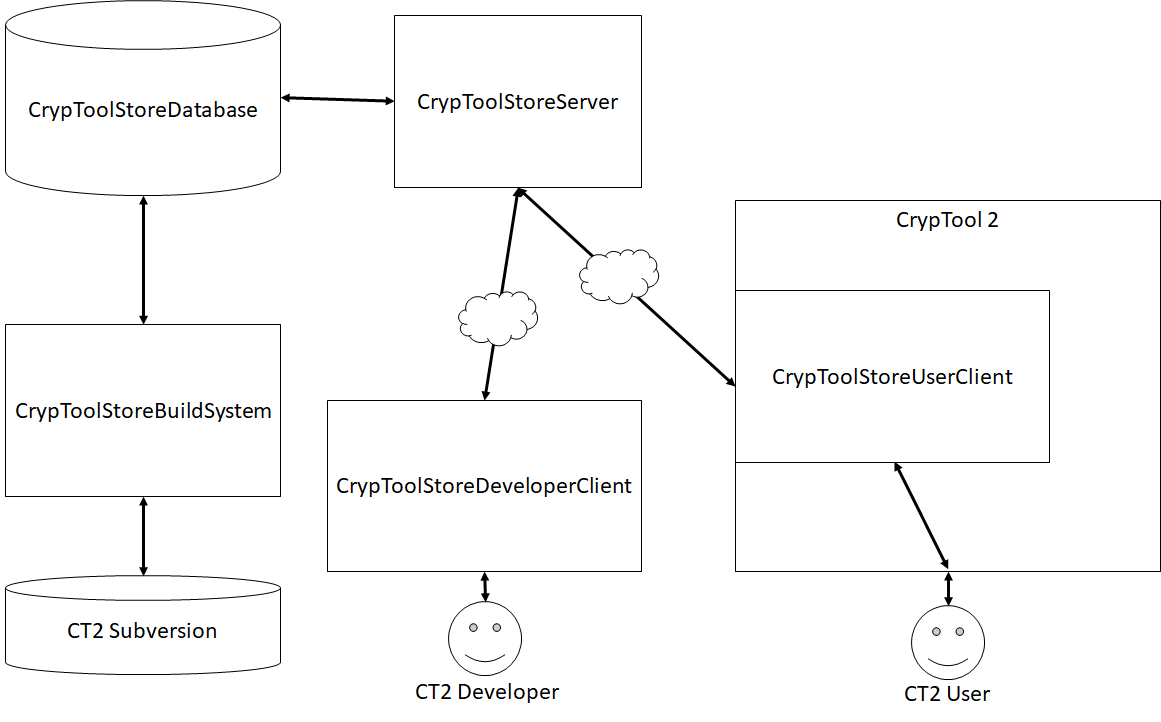 CrypToolStoreDatabase
CrypToolStoreServer
CrypTool 2
CrypToolStoreUserClient
CrypToolStoreBuildSystem
CrypToolStoreDeveloperClient
CT2 Subversion
CT2 Developer
CT2 User